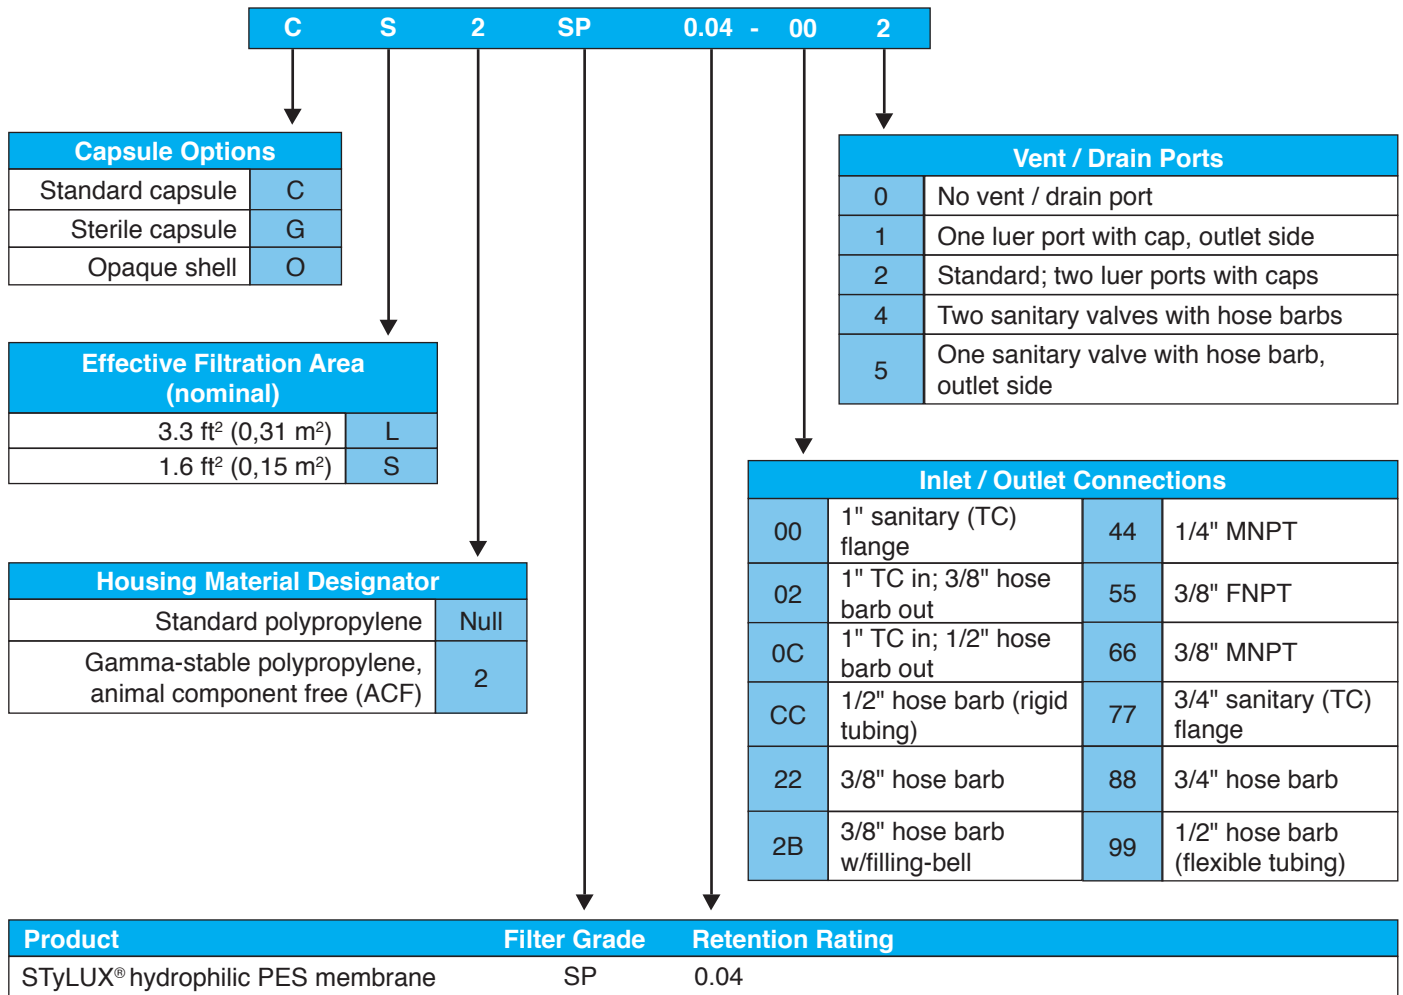 C S 2 SP 0.04 - 00 2
Capsule Options
Standard capsule C
Sterile capsule G
Opaque shell O
Effective Filtration Area
(nominal)
3.3 ft² (0,31 m²) L
1.6 ft² (0,15 m²) S
Housing Material Designator
Standard polypropylene Null
Gamma-stable polypropylene,
animal component free (ACF) 2
Vent / Drain Ports
0 No vent / drain port
1 One luer port with cap, outlet side
2 Standard; two luer ports with caps
4 Two sanitary valves with hose barbs
5 One sanitary valve with hose barb,
outlet side
Inlet / Outlet Connections
00 1" sanitary (TC)
flange
44 1/4" MNPT
02 1" TC in; 3/8" hose
barb out
55 3/8" FNPT
0C 1" TC in; 1/2" hose
barb out
66 3/8" MNPT
CC 1/2" hose barb (rigid
tubing)
77 3/4" sanitary (TC)
flange
22 3/8" hose barb
88 3/4" hose barb
2B 3/8" hose barb
w/filling-bell
99 1/2" hose barb
(flexible tubing)
Product Filter Grade Retention Rating
STyLUX® hydrophilic PES membrane SP 0.04